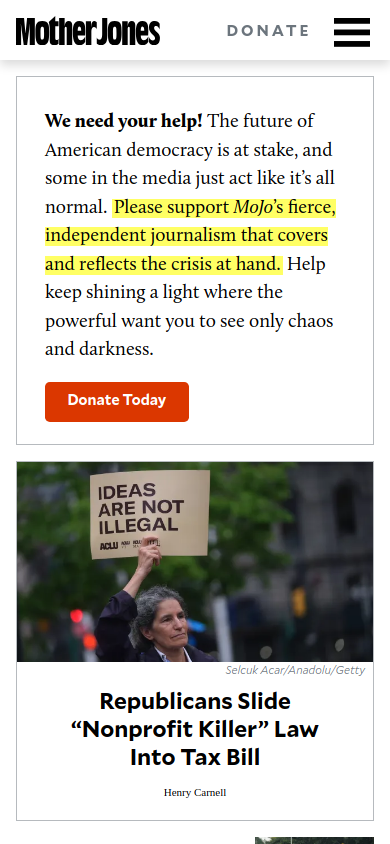 Mother Jones
DONATE
We need your help! The future of
American democracy is at stake, and
some in the media just act like it’s all
normal. Please support MoJo’s fierce,
independent journalism that covers
and reflects the crisis at hand. Help
keep shining a light where the
powerful want you to see only chaos
and darkness.
Donate Today
IDEAS
ARE NOT
ILLEGAL
ACLU
Selcuk Acar/Anadolu/Getty
Republicans Slide
“Nonprofit Killer” Law
Into Tax Bill
Henry Carnell